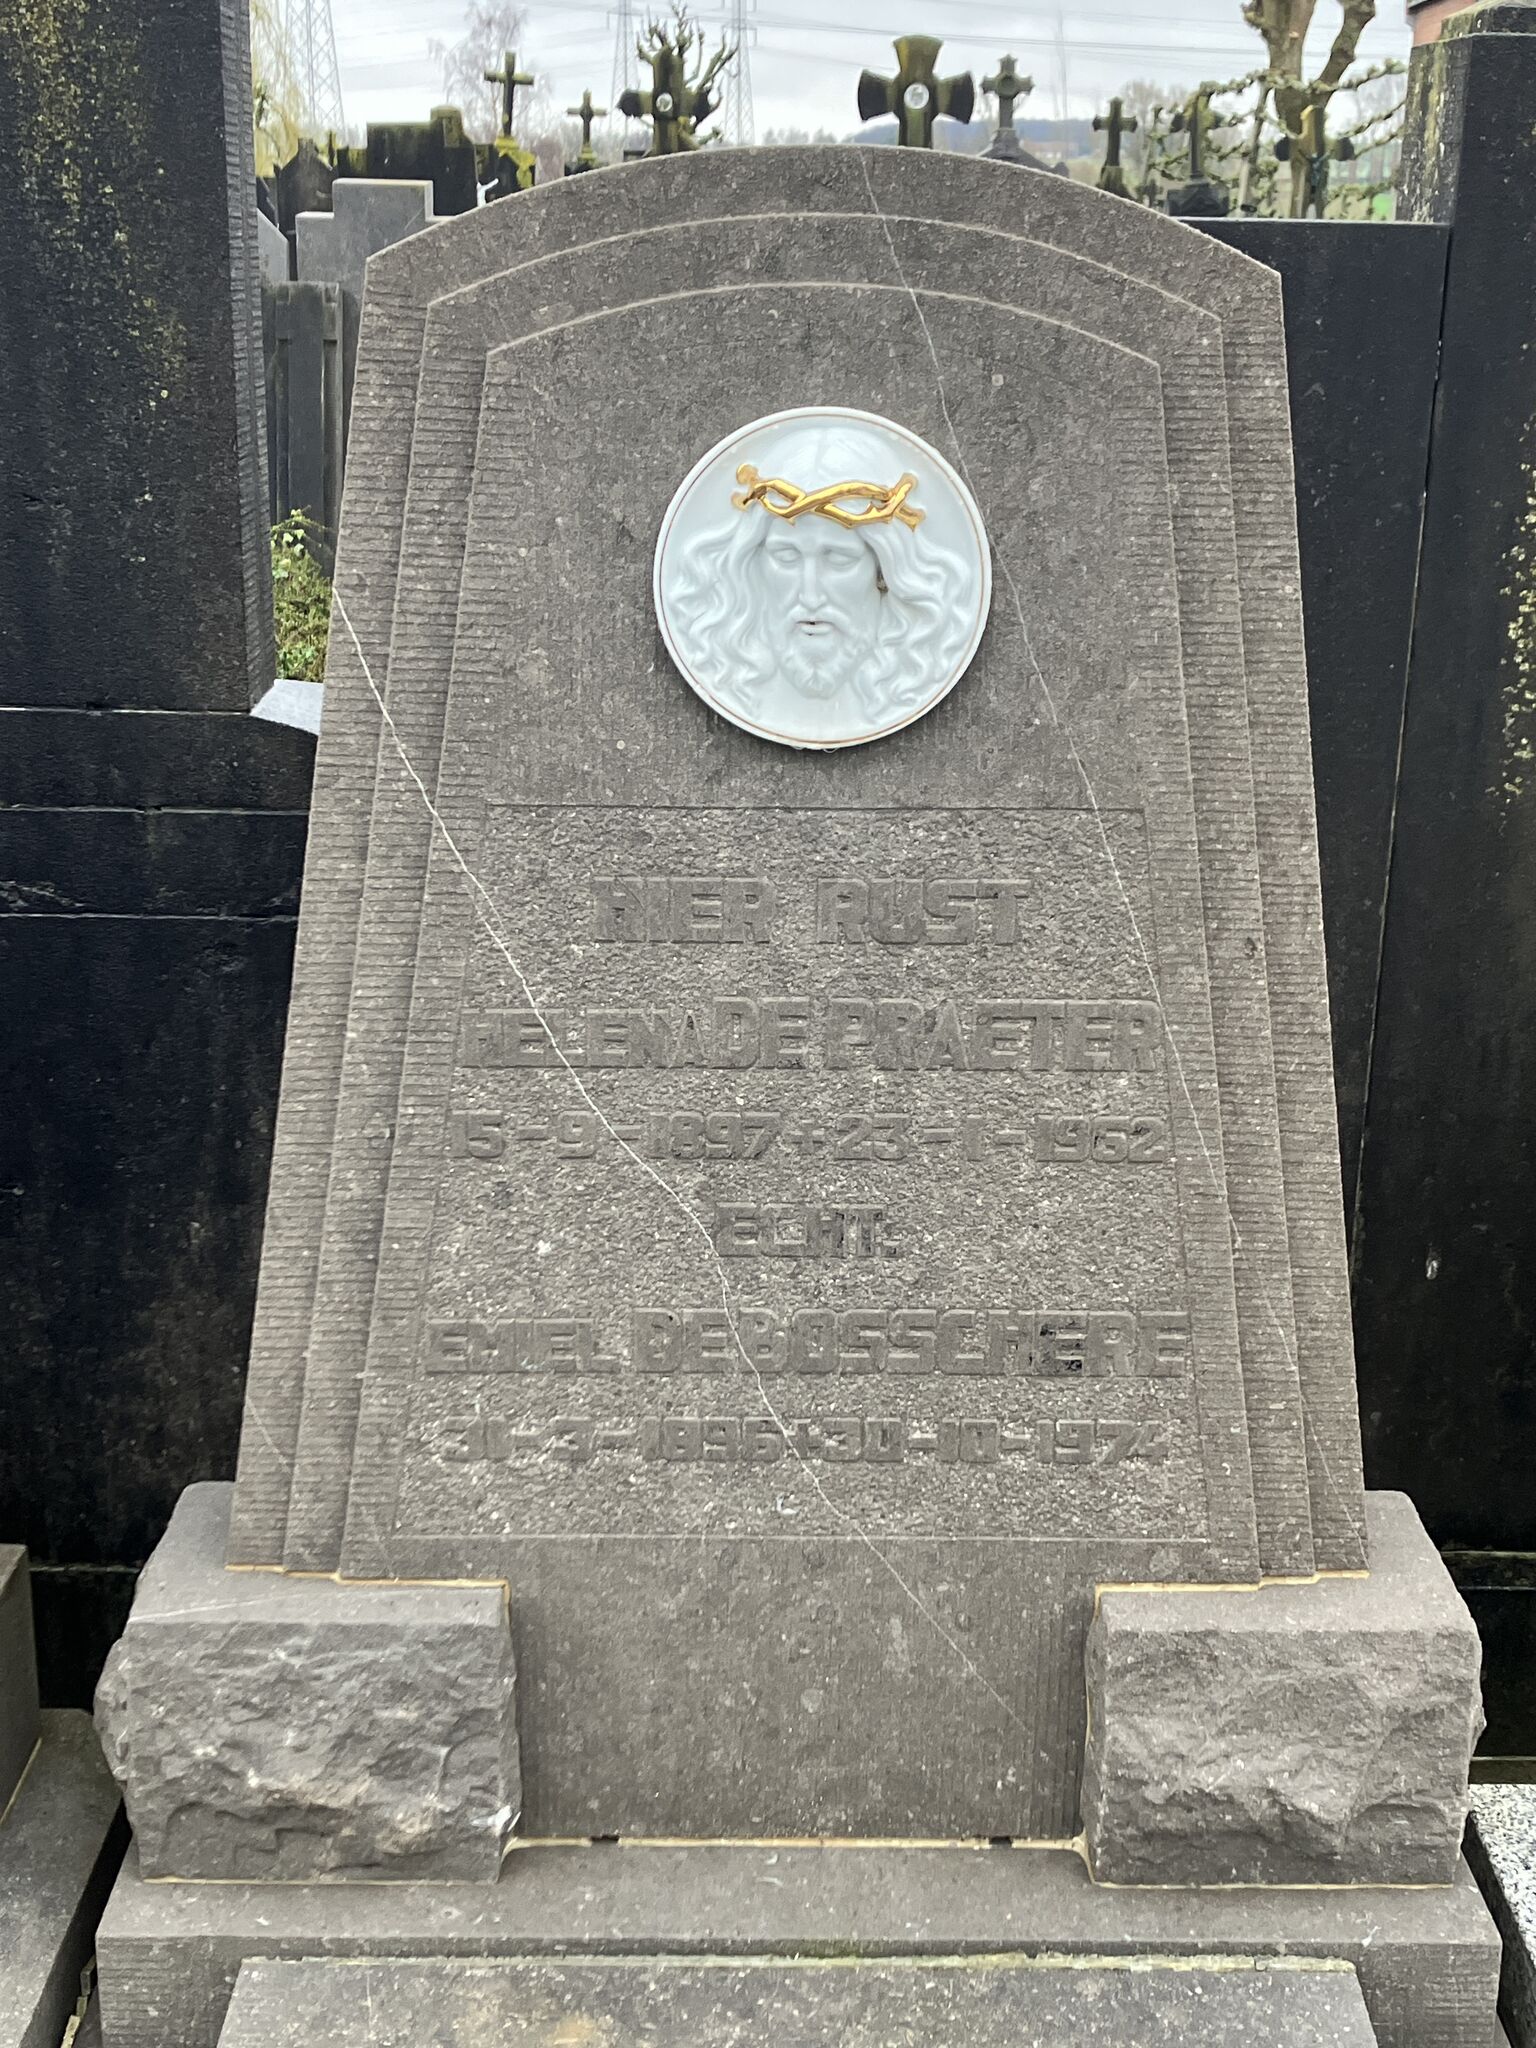 HIER RUST
HELENA DE PRAETER
15-9-1897 + 23-1-1962
ECHT.
EMIEL DE BOSSCHERE
31-3-1896 + 30-10-1974